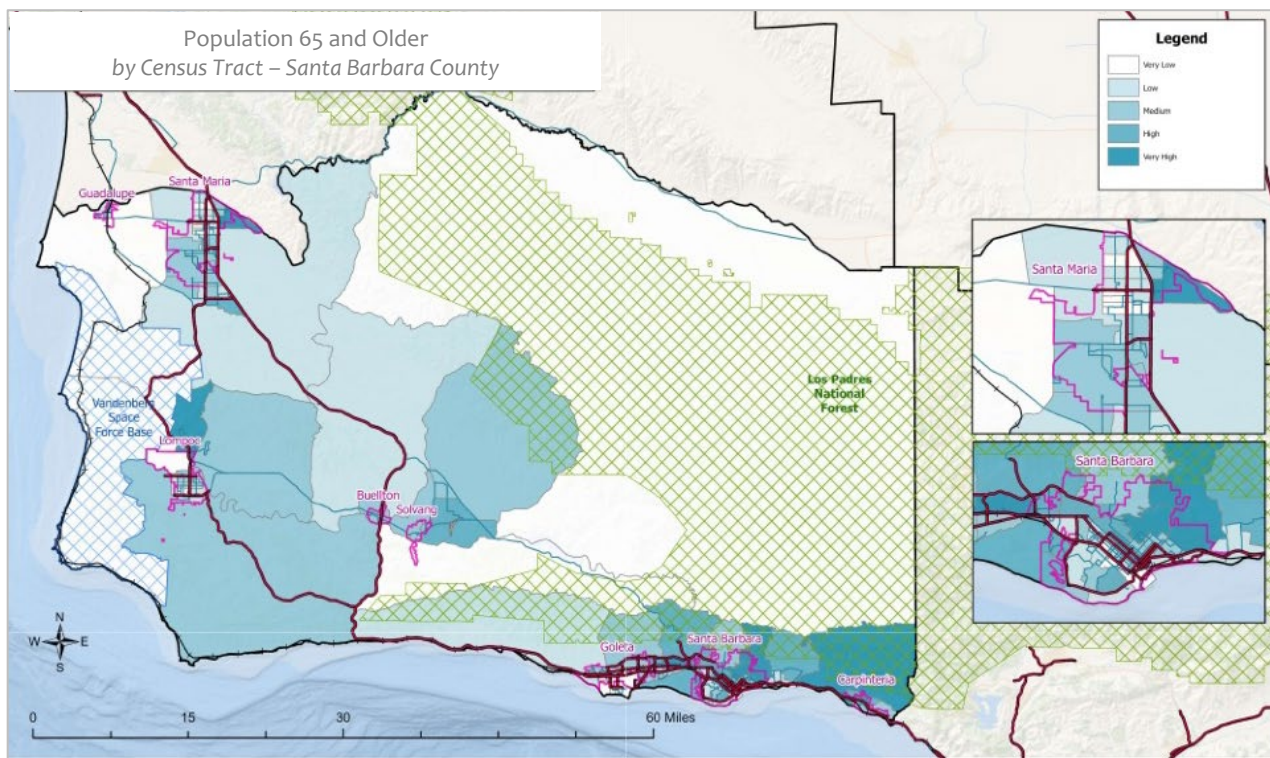 Population 65 and Older
by Census Tract – Santa Barbara County
Legend
Very Low
Low
Medium
High
Very High
Santa Maria
Guadalupe
Santa Maria
Los Padres
National
Forest
Vandenberg
Space
Force Base
Lompoc
Buellton
Solvang
Santa Barbara
Goleta
Santa Barbara
Carpinteria
N
W
E
S
0
15
30
60 Miles